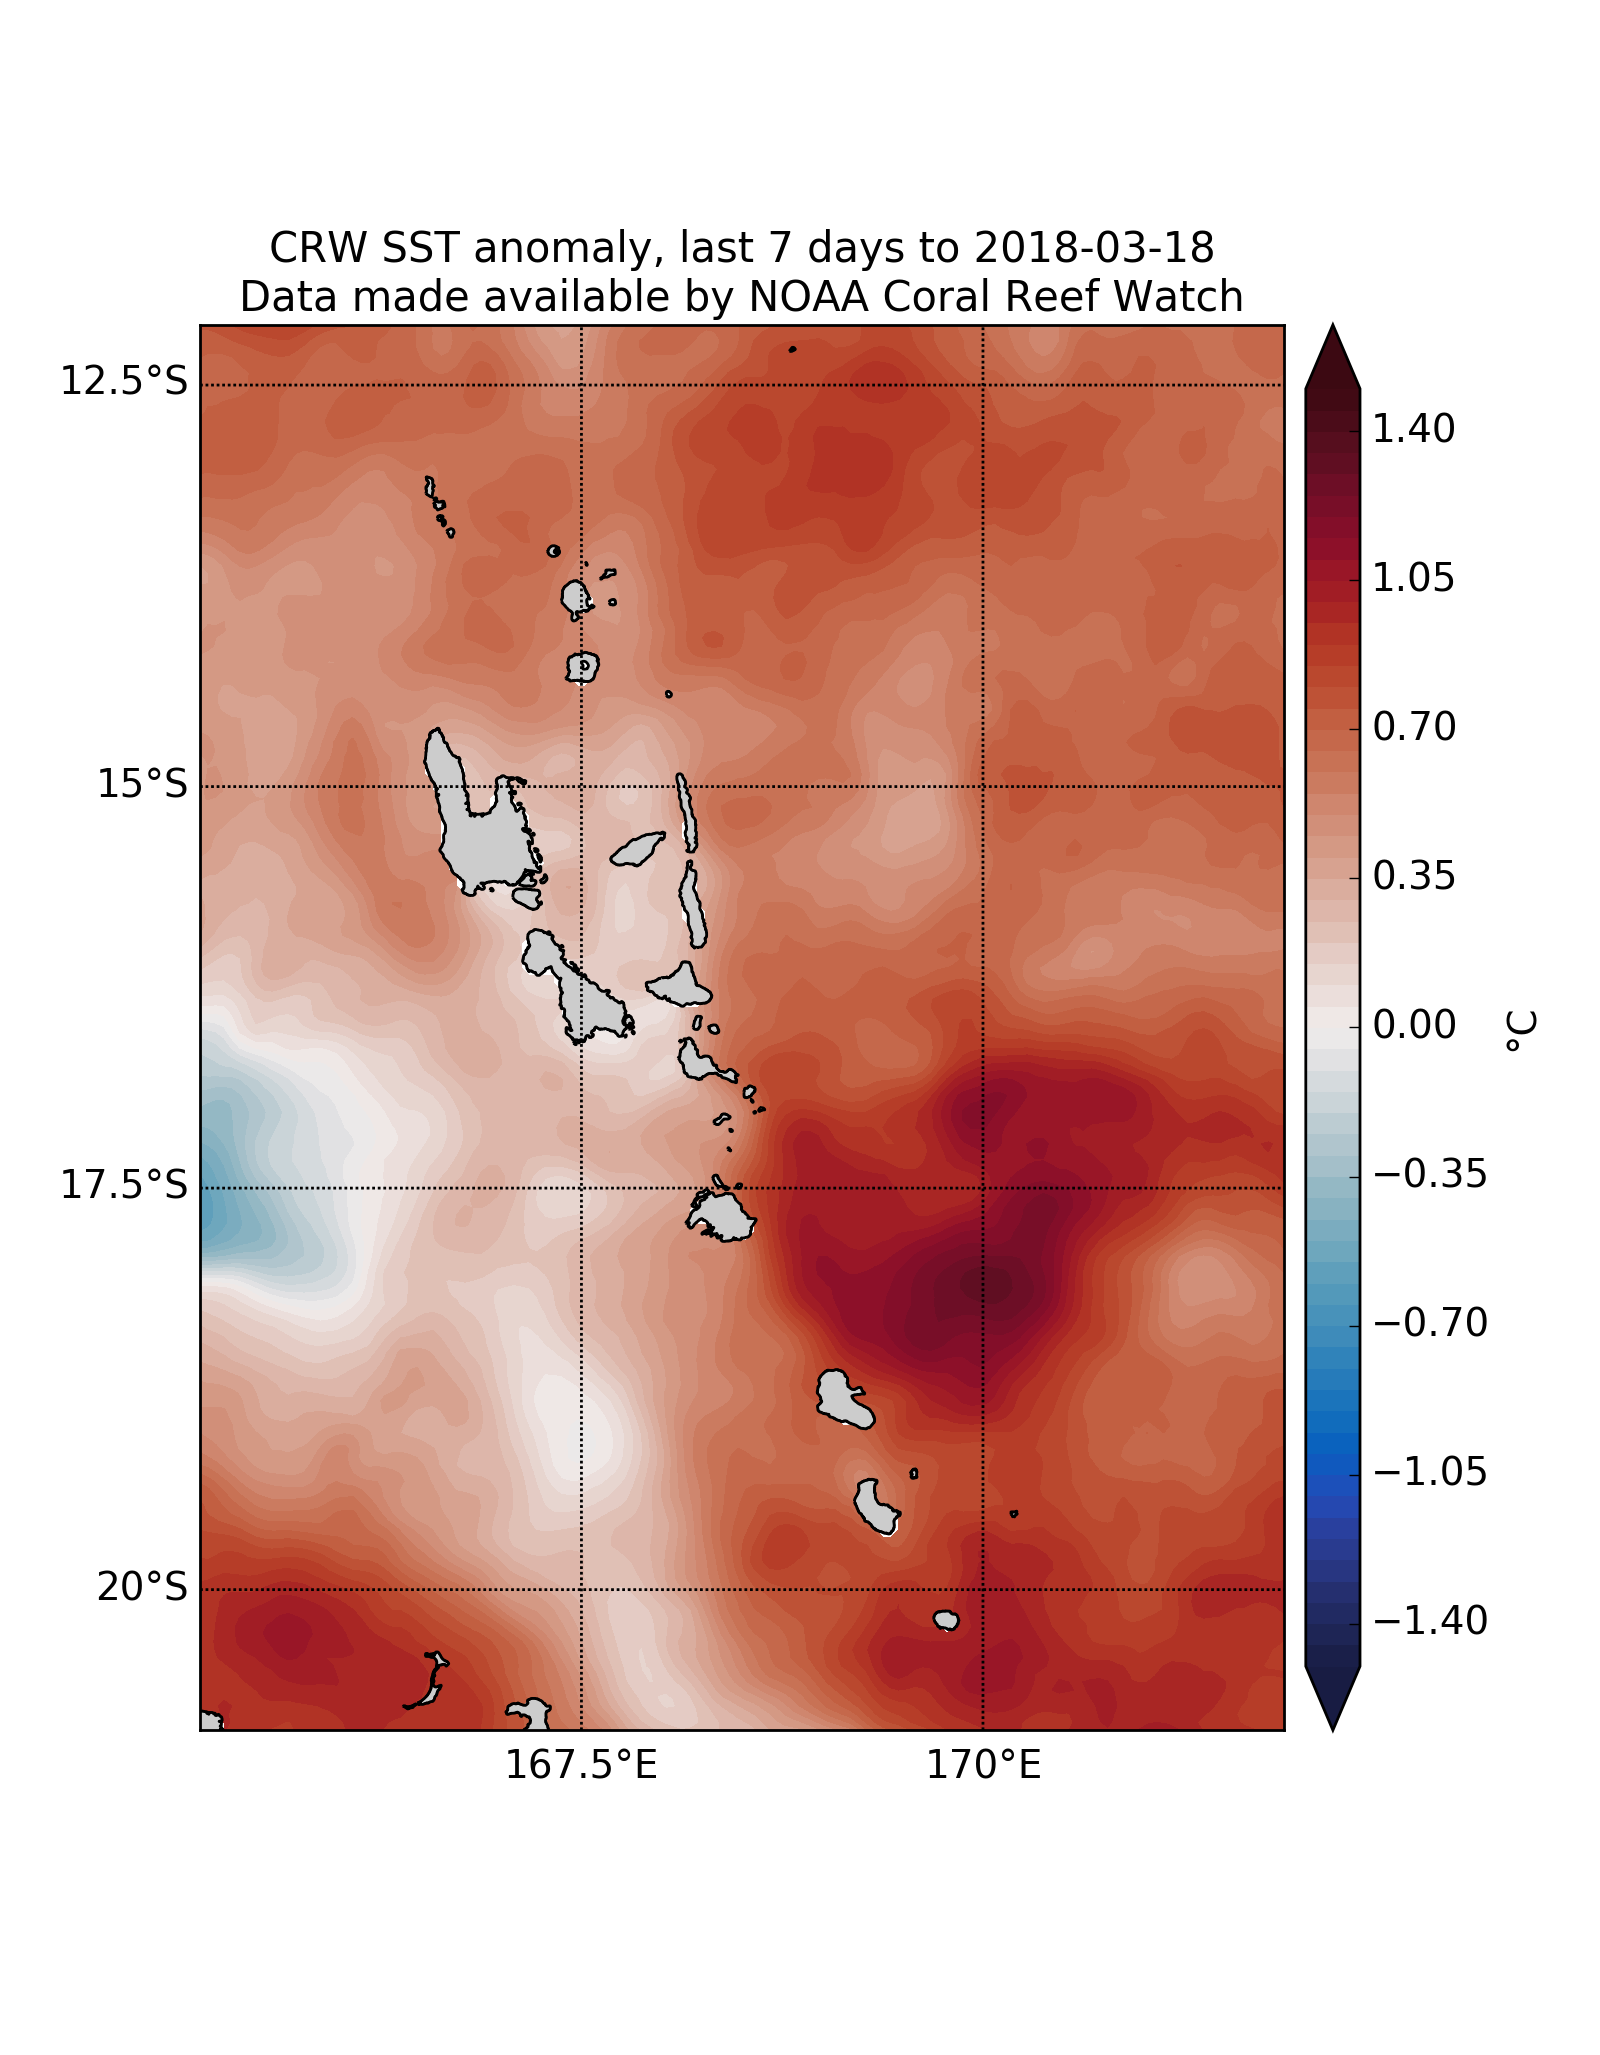 CRW SST anomaly, last 7 days to 2018-03-18
Data made available by NOAA Coral Reef Watch
12.5°S
15°S
17.5°S
20°S
167.5°E
170°E
1.40
1.05
0.70
0.35
0.00
−0.35
−0.70
−1.05
−1.40
°C